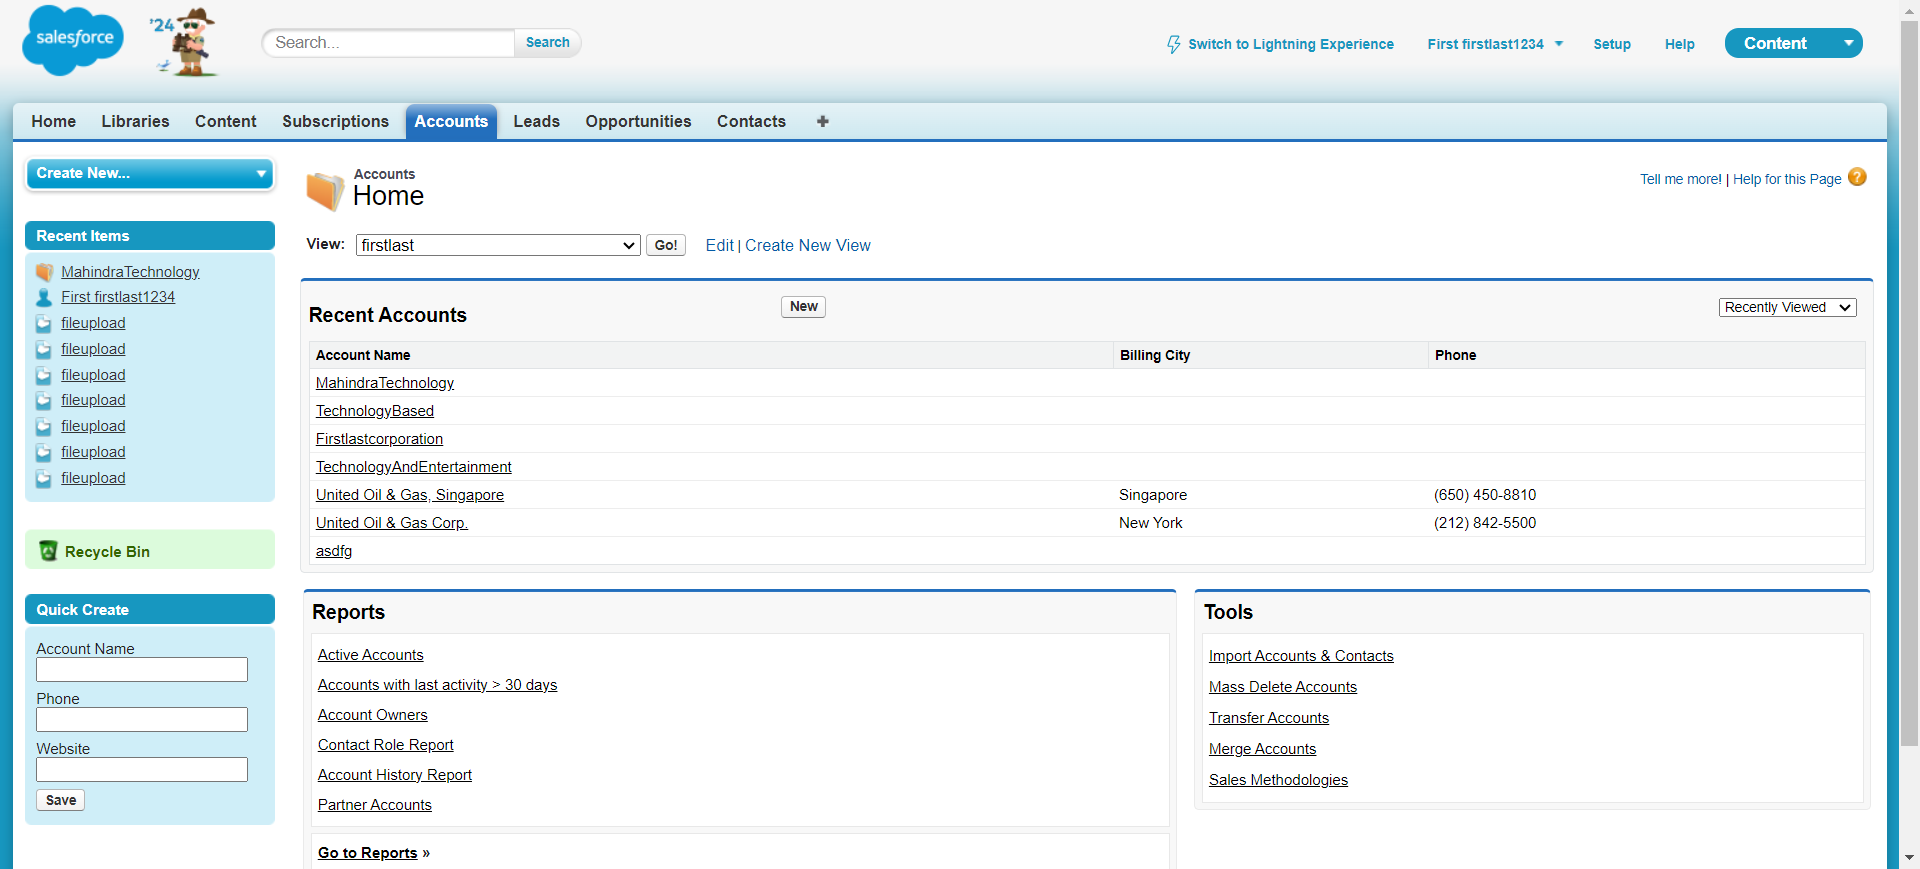 salesforce
'24
Search...
Search
Switch to Lightning Experience
First firstlast1234
Setup
Help
Content
Home
Libraries
Content
Subscriptions
Accounts
Leads
Opportunities
Contacts
+
Create New...
Recent Items
MahindraTechnology
First firstlast1234
fileupload
fileupload
fileupload
fileupload
fileupload
fileupload
fileupload
Recycle Bin
Quick Create
Account Name
Phone
Website
Save
Accounts
Home
Tell me more! | Help for this Page ?
View: firstlast Go! Edit | Create New View
Recent Accounts
New
Recently Viewed
Account Name Billing City Phone
MahindraTechnology
TechnologyBased
Firstlastcorporation
TechnologyAndEntertainment
United Oil & Gas, Singapore Singapore (650) 450-8810
United Oil & Gas Corp. New York (212) 842-5500
asdfg
Reports
Active Accounts
Accounts with last activity > 30 days
Account Owners
Contact Role Report
Account History Report
Partner Accounts
Go to Reports »
Tools
Import Accounts & Contacts
Mass Delete Accounts
Transfer Accounts
Merge Accounts
Sales Methodologies